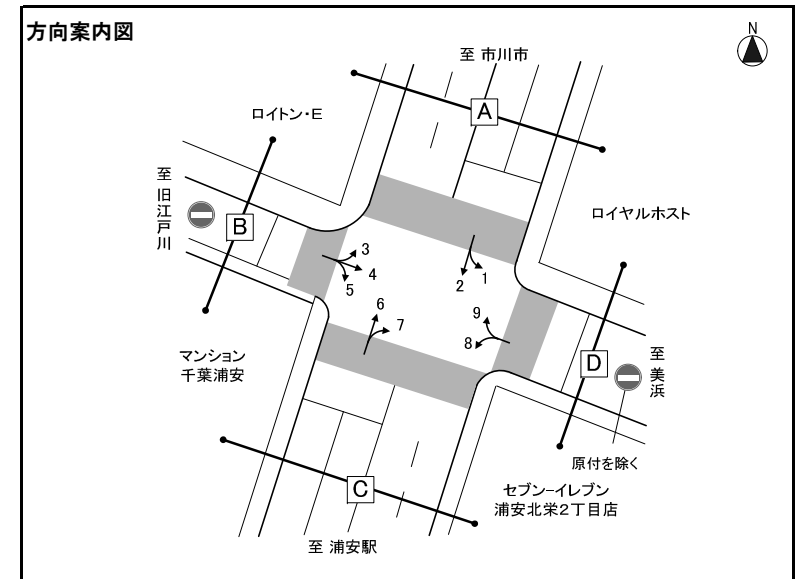 方向案内図
N
至 市川市
ロイトン・E
A
至旧江戸川
B
ロイヤルホスト
3
4
5
2
1
6
7
9
8
マンション
千葉浦安
D
至美浜
原付を除く
C
セブン-イレブン
浦安北栄2丁目店
至 浦安駅